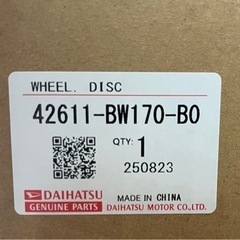 WHEEL. DISC
42611-BW170-B0
QTY:
1
250823
DAIHATSU
GENUINE PARTS
MADE IN CHINA
DAIHATSU MOTOR CO.,LTD.